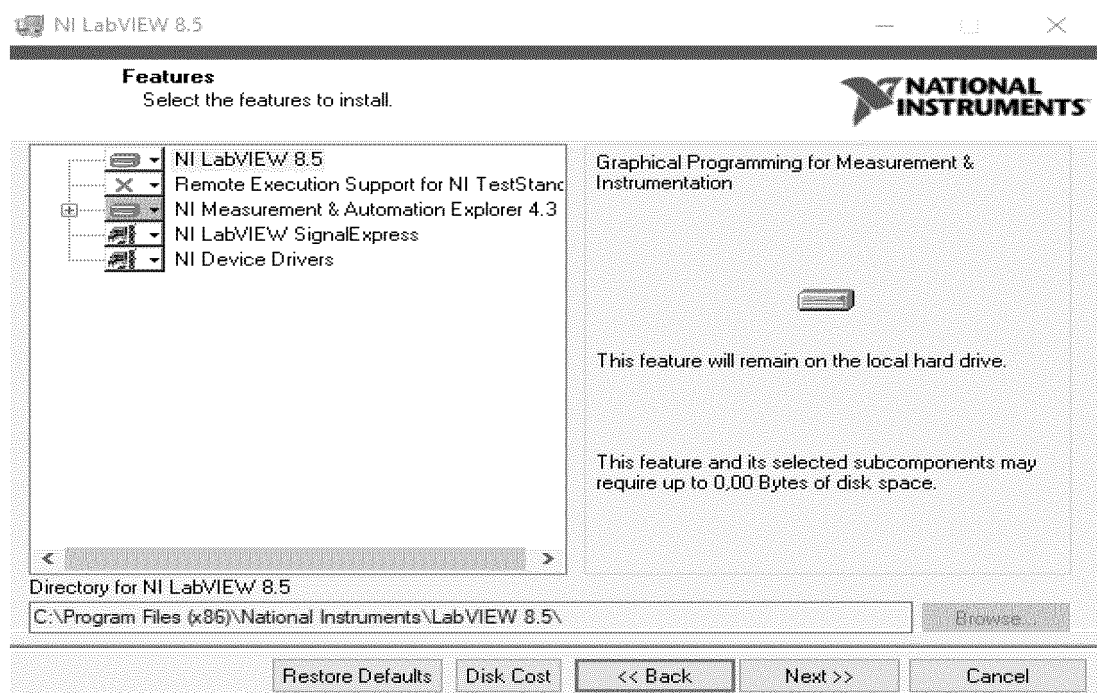 NI LabVIEW 8.5
Features
Select the features to install.
NATIONAL
INSTRUMENTS
NI LabVIEW 8.5
Remote Execution Support for NI TestStand
NI Measurement & Automation Explorer 4.3
NI LabVIEW SignalExpress
NI Device Drivers
Graphical Programming for Measurement &
Instrumentation
This feature will remain on the local hard drive.
This feature and its selected subcomponents may
require up to 0,00 Bytes of disk space.
Directory for NI LabVIEW 8.5
C:\Program Files (x86)\National Instruments\LabVIEW 8.5\
Browse...
Restore Defaults
Disk Cost
<< Back
Next >>
Cancel